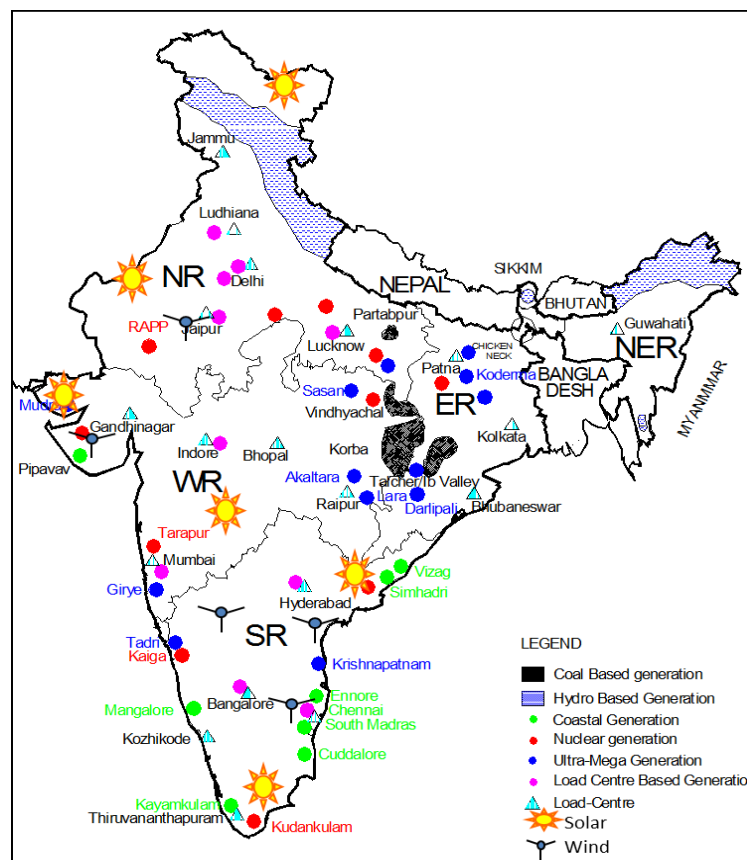 Jammu
Ludhiana
Delhi
NR
NEPAL
SIKKIM
BHUTAN
RAPP
Jaipur
Partabpur
Lucknow
CHICKEN
NECK
Guwahati
NER
Patna
Koderma
BANGLA
DESH
ER
MYANMMAR
Sasan
Vindhyachal
Gandhinagar
Kolkata
Indore
Bhopal
Korba
Pipavav
WR
Akaltara
Talcher/Ib Valley
Raipur
Lara
Darlipali
Bhubaneswar
Tarapur
Mumbai
Girye
Vizag
Simhadri
Hyderabad
SR
Tadri
Kaiga
Krishnapatnam
Bangalore
Ennore
Chennai
Mangalore
South Madras
Kozhikode
Cuddalore
Kayamkulam
Thiruvananthapuram
Kudankulam
LEGEND
Coal Based generation
Hydro Based Generation
Coastal Generation
Nuclear generation
Ultra-Mega Generation
Load Centre Based Generatio
Load-Centre
Solar
Wind